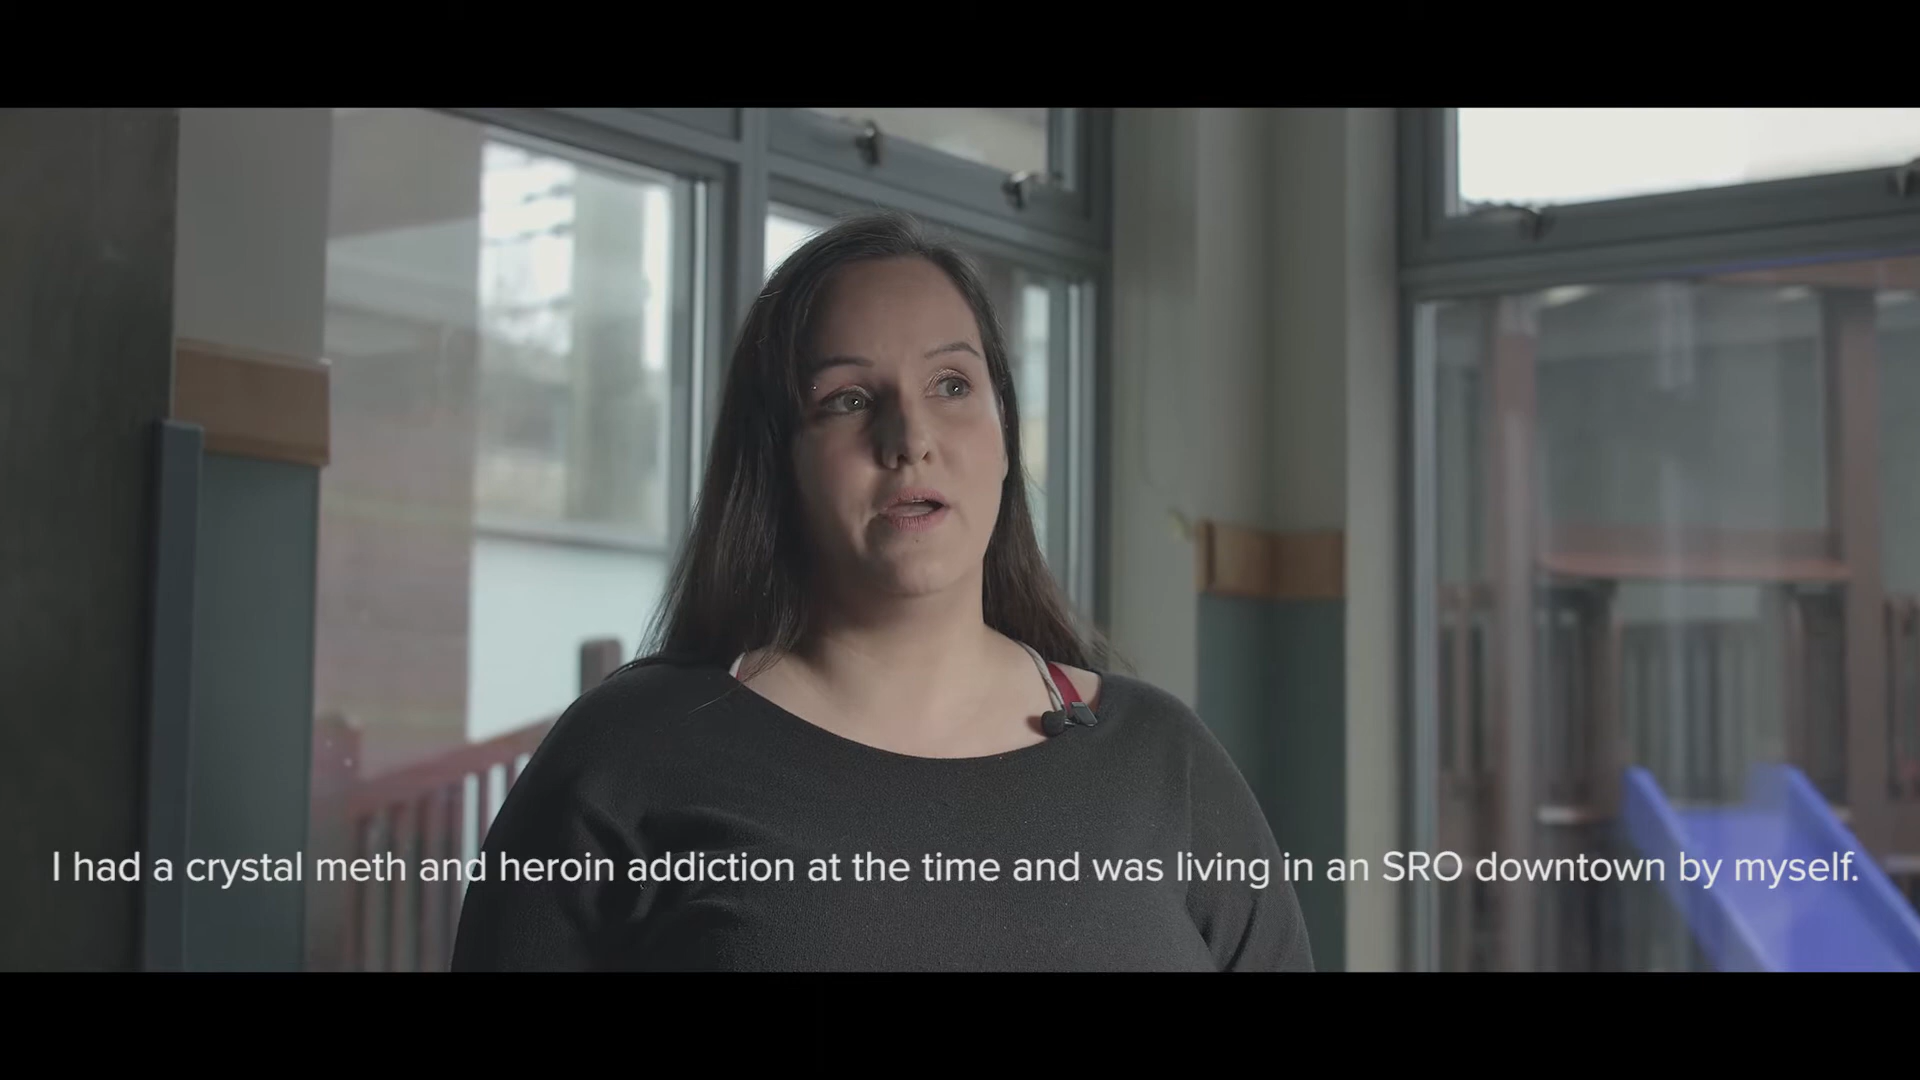 I had a crystal meth and heroin addiction at the time and was living in an SRO downtown by myself.